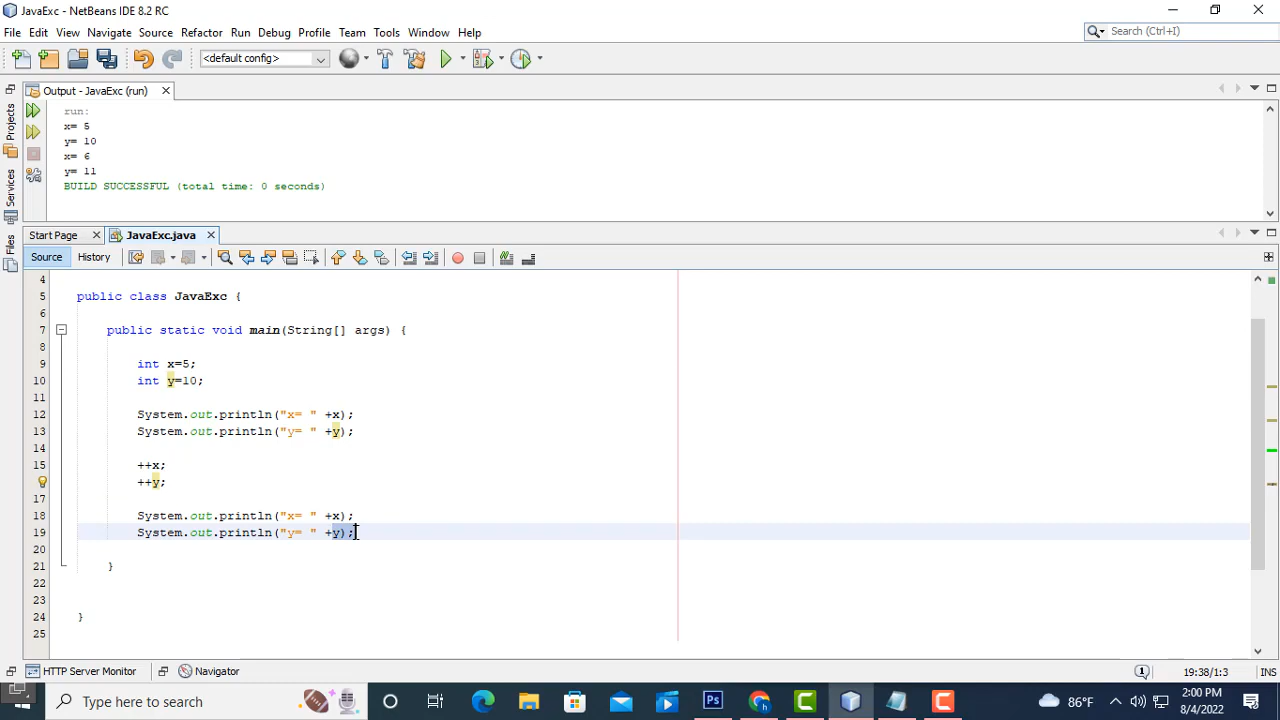 JavaExc - NetBeans IDE 8.2 RC
File Edit View Navigate Source Refactor Run Debug Profile Team Tools Window Help
Search (Ctrl+I)
<default config>
Output - JavaExc (run)
run:
x= 5
y= 10
x= 6
y= 11
BUILD SUCCESSFUL (total time: 0 seconds)
Projects
Services
Files
Start Page
JavaExc.java
Source History
4
5 public class JavaExc {
6
7 public static void main(String[] args) {
8
9 int x=5;
10 int y=10;
11
12 System.out.println("x= " +x);
13 System.out.println("y= " +y);
14
15 ++x;
++y;
17
18 System.out.println("x= " +x);
19 System.out.println("y= " +y);
20
21 }
22
23
24 }
25
HTTP Server Monitor Navigator
1
19:38/1:3 INS
Type here to search
Ps
86°F
2:00 PM
8/4/2022